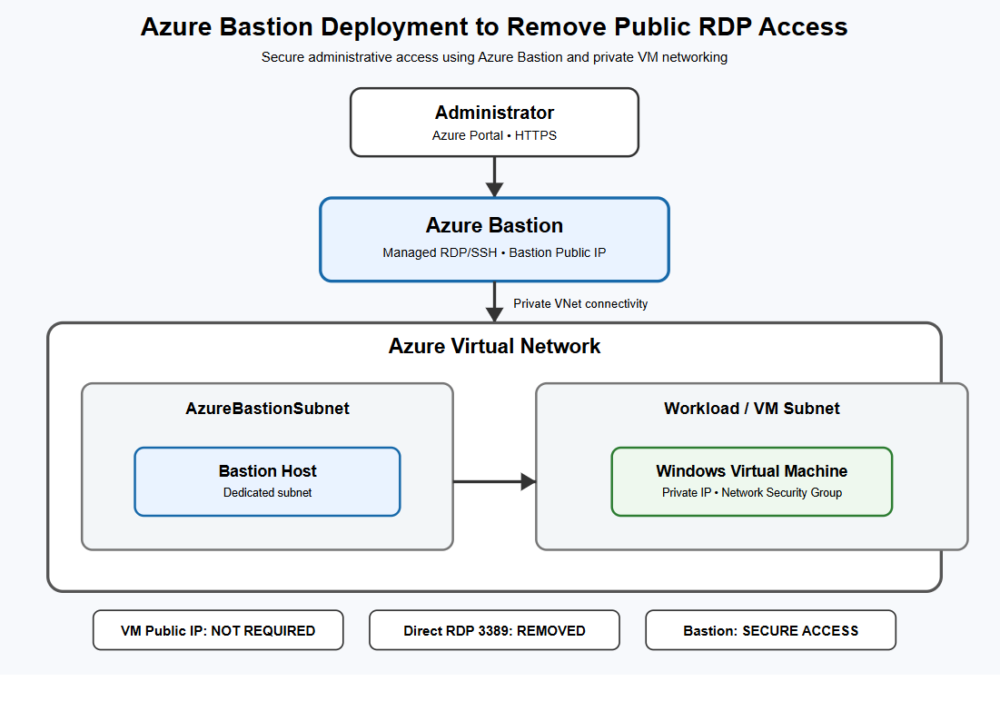 Azure Bastion Deployment to Remove Public RDP Access
Secure administrative access using Azure Bastion and private VM networking
Administrator
Azure Portal • HTTPS
Azure Bastion
Managed RDP/SSH • Bastion Public IP
Private VNet connectivity
Azure Virtual Network
AzureBastionSubnet
Bastion Host
Dedicated subnet
Workload / VM Subnet
Windows Virtual Machine
Private IP • Network Security Group
VM Public IP: NOT REQUIRED
Direct RDP 3389: REMOVED
Bastion: SECURE ACCESS